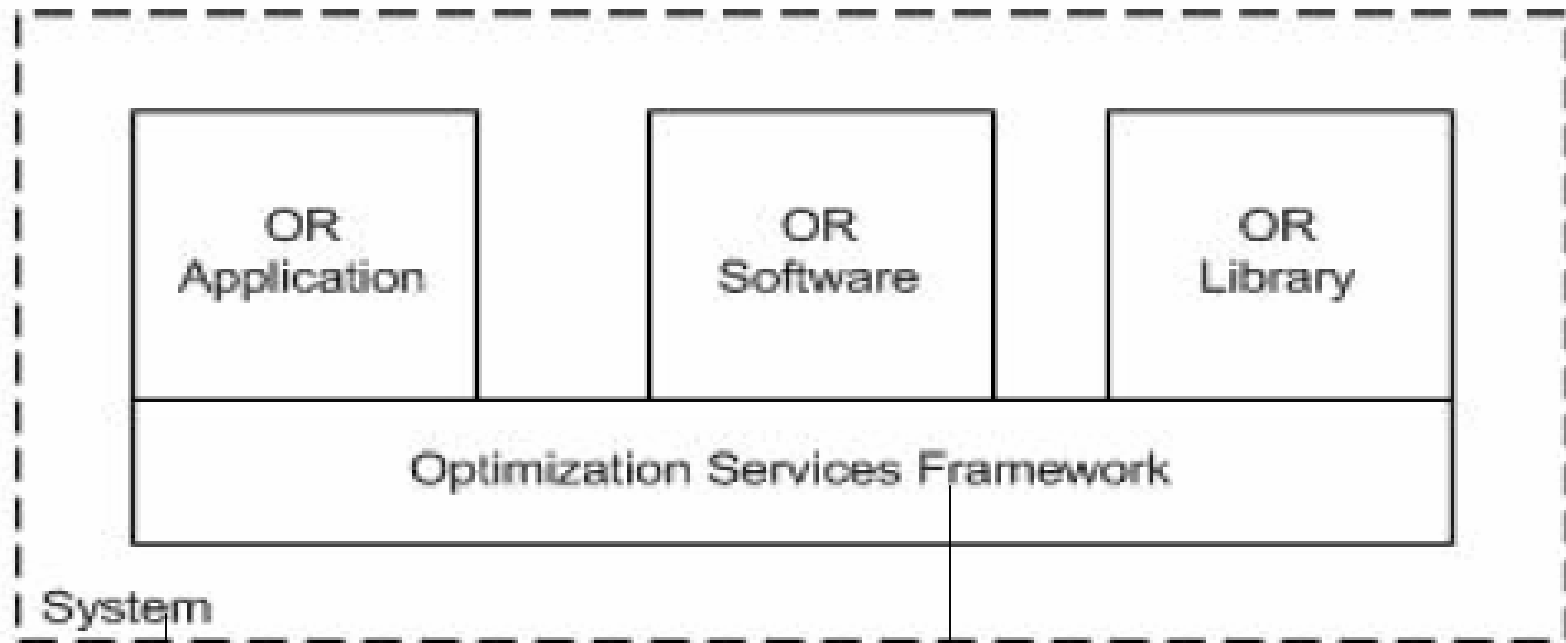 OR
Application
OR
Software
OR
Library
Optimization Services Framework
System